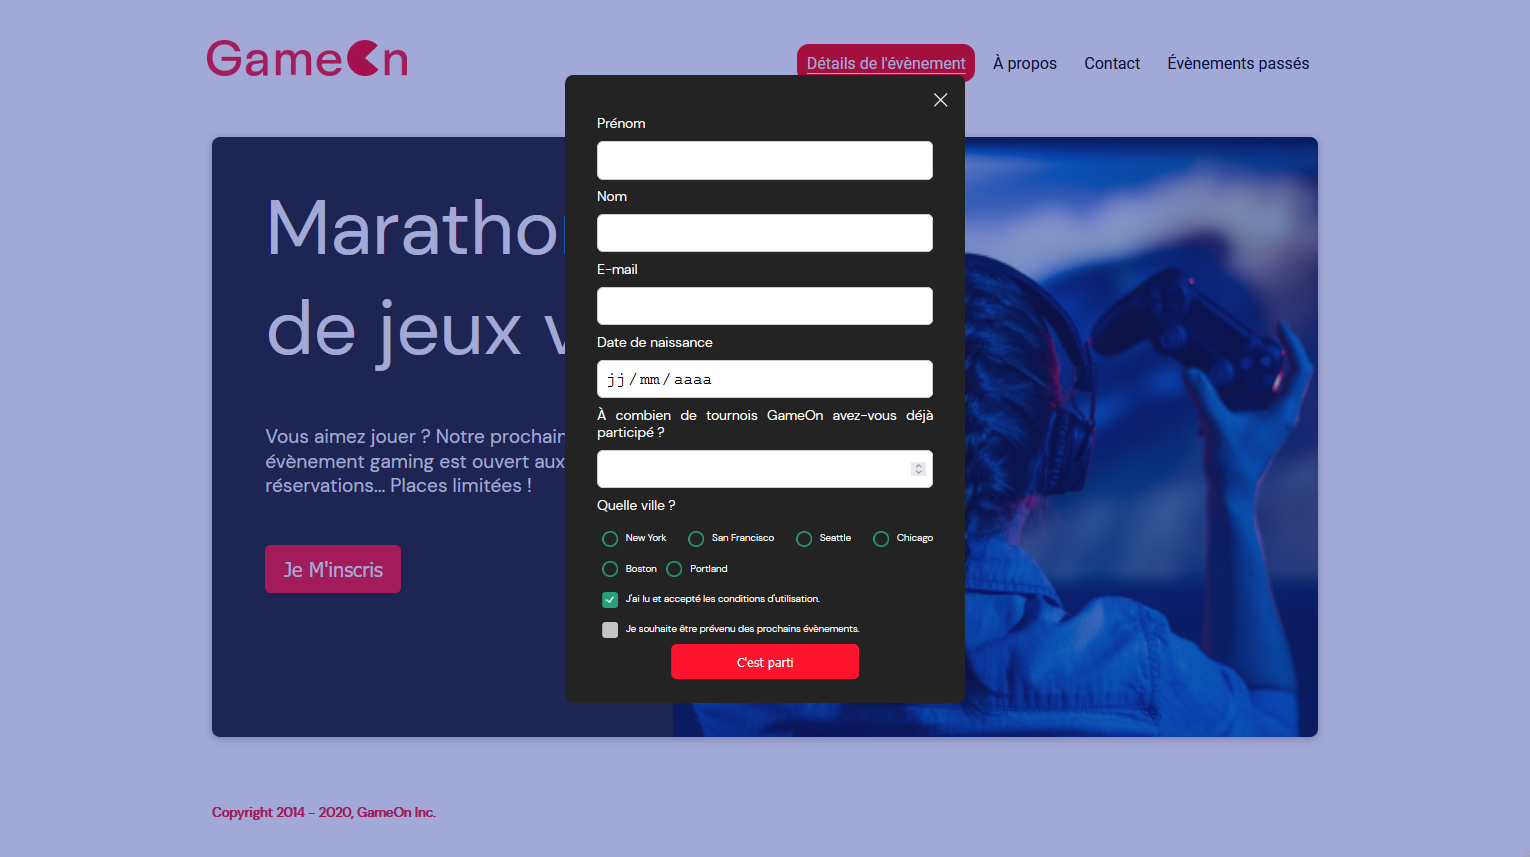 GameOn
Détails de l'évènement
À propos
Contact
Évènements passés
Maratho
de jeux v
Vous aimez jouer ? Notre prochain
évènement gaming est ouvert aux
réservations... Places limitées !
Je M'inscris
Prénom
Nom
E-mail
Date de naissance
jj/mm/aaaa
À combien de tournois GameOn avez-vous déjà
participé ?
Quelle ville ?
New York
San Francisco
Seattle
Chicago
Boston
Portland
J'ai lu et accepté les conditions d'utilisation.
Je souhaite être prévenu des prochains évènements.
C'est parti
Copyright 2014 - 2020, GameOn Inc.